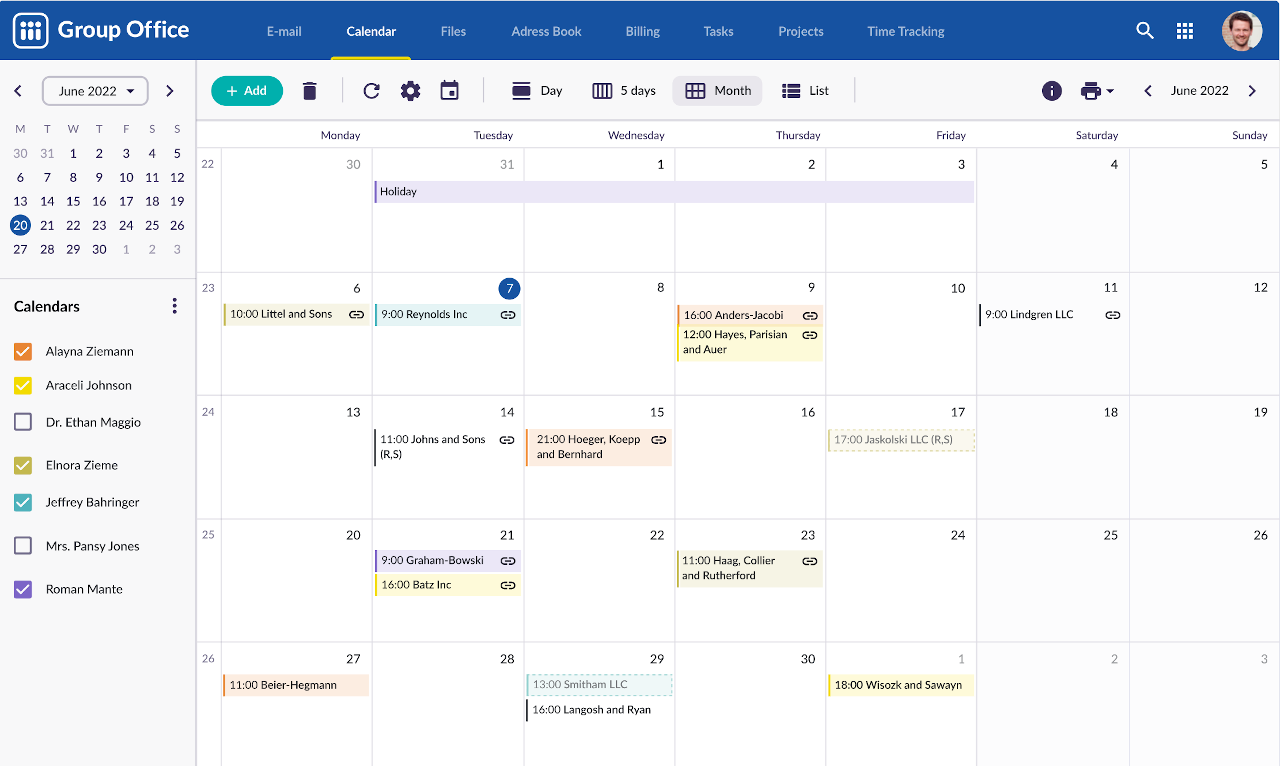 Group Office
E-mail Calendar Files Adress Book Billing Tasks Projects Time Tracking
June 2022
+ Add Day 5 days Month List June 2022
M T W T F S S
30 31 1 2 3 4 5
6 7 8 9 10 11 12
13 14 15 16 17 18 19
20 21 22 23 24 25 26
27 28 29 30 1 2 3
Calendars
Alayna Ziemann
Araceli Johnson
Dr. Ethan Maggio
Elnora Zieme
Jeffrey Bahringer
Mrs. Pansy Jones
Roman Mante
Monday Tuesday Wednesday Thursday Friday Saturday Sunday
22 30 31 1 2 3 4 5
Holiday
23 6 7 8 9 10 11 12
10:00 Littel and Sons 9:00 Reynolds Inc 16:00 Anders-Jacobi 9:00 Lindgren LLC
12:00 Hayes, Parisian
and Auer
24 13 14 15 16 17 18 19
11:00 Johns and Sons 21:00 Hoeger, Koepp 17:00 Jaskolski LLC (R,S)
(R,S) and Bernhard
25 20 21 22 23 24 25 26
9:00 Graham-Bowski 11:00 Haag, Collier
and Rutherford
16:00 Batz Inc
26 27 28 29 30 1 2 3
11:00 Beier-Hegmann 13:00 Smitham LLC 18:00 Wisozk and Sawayn
16:00 Langosh and Ryan